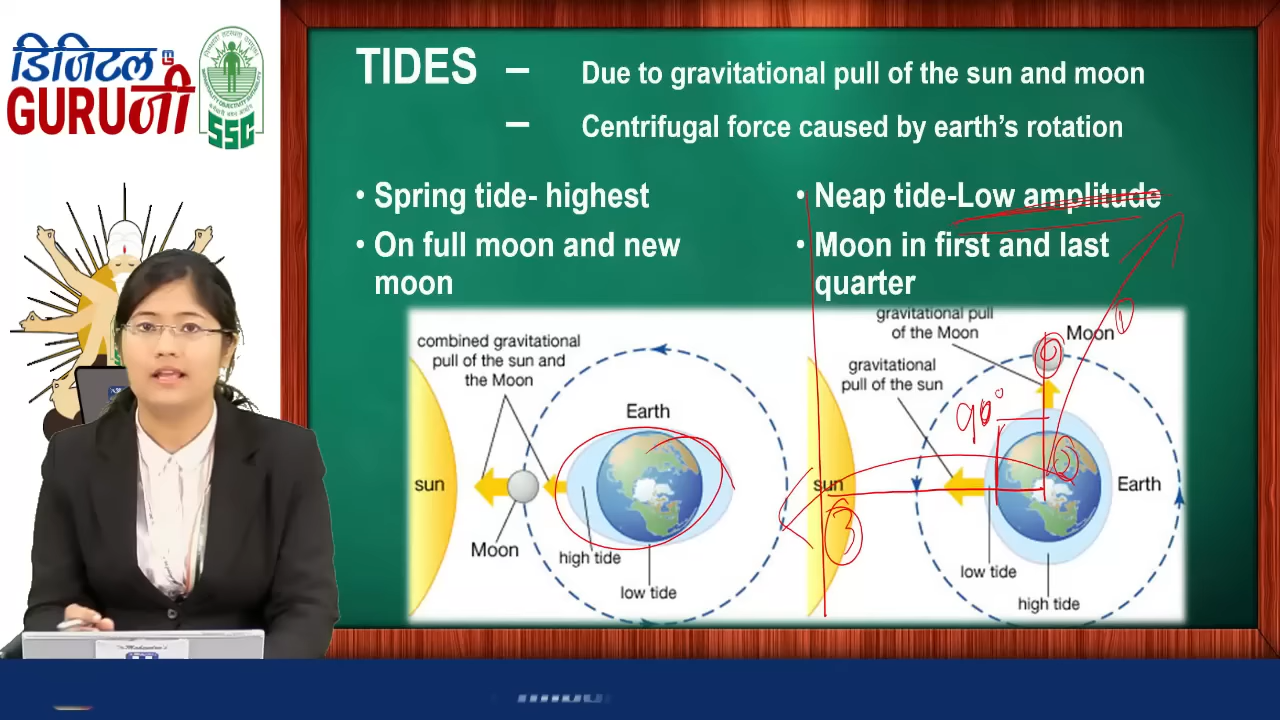 डिजिटल
GURUजी
SSC
TIDES – Due to gravitational pull of the sun and moon
– Centrifugal force caused by earth's rotation
• Spring tide- highest
• On full moon and new
moon
• Neap tide-Low amplitude
• Moon in first and last
quarter
combined gravitational
pull of the sun and
the Moon
Earth
sun
Moon
high tide
low tide
gravitational pull
of the Moon
Moon
gravitational
pull of the sun
90°
sun
Earth
low tide
high tide
1
3